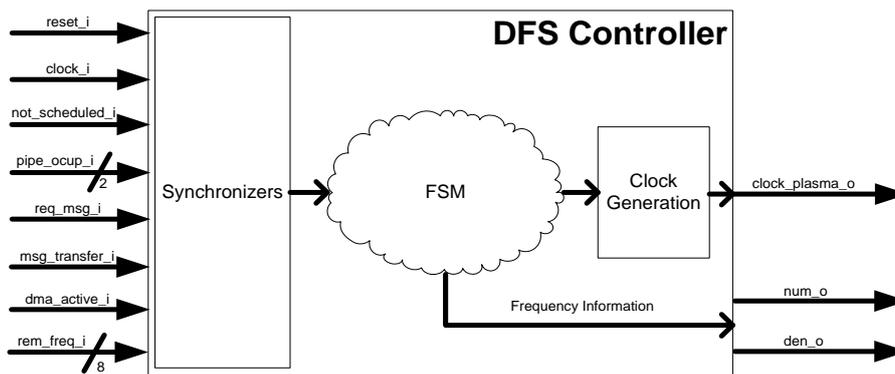 DFS Controller
reset_i
clock_i
not_scheduled_i
pipe_ocup_i
2
req_msg_i
msg_transfer_i
dma_active_i
rem_freq_i
8
Synchronizers
FSM
Clock
Generation
Frequency Information
clock_plasma_o
num_o
den_o